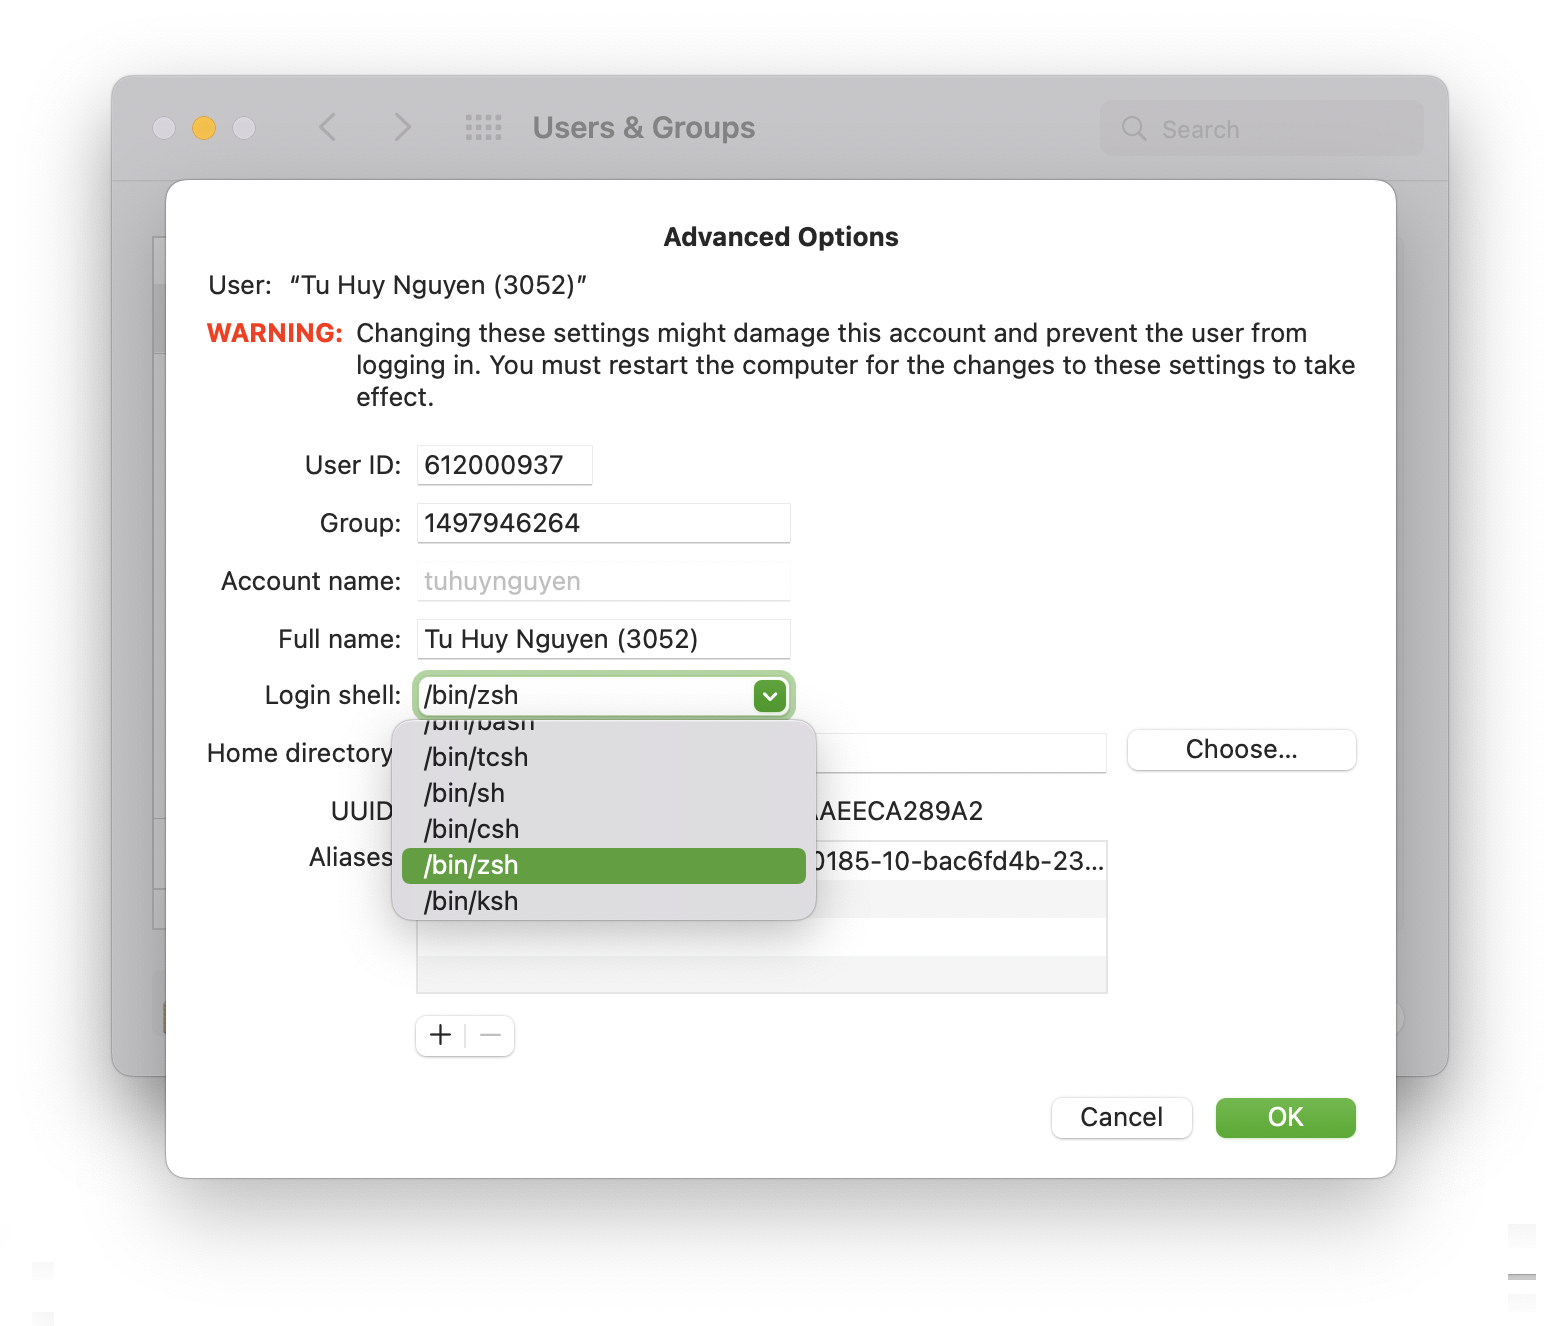 Users & Groups
Search
Advanced Options
User: “Tu Huy Nguyen (3052)”
WARNING: Changing these settings might damage this account and prevent the user from
logging in. You must restart the computer for the changes to these settings to take
effect.
User ID: 612000937
Group: 1497946264
Account name: tuhuynguyen
Full name: Tu Huy Nguyen (3052)
Login shell: /bin/zsh
/bin/bash
Home directory
Choose...
/bin/tcsh
/bin/sh
UUID
AEECA289A2
/bin/csh
Aliases
/bin/zsh
0185-10-bac6fd4b-23...
/bin/ksh
Cancel
OK